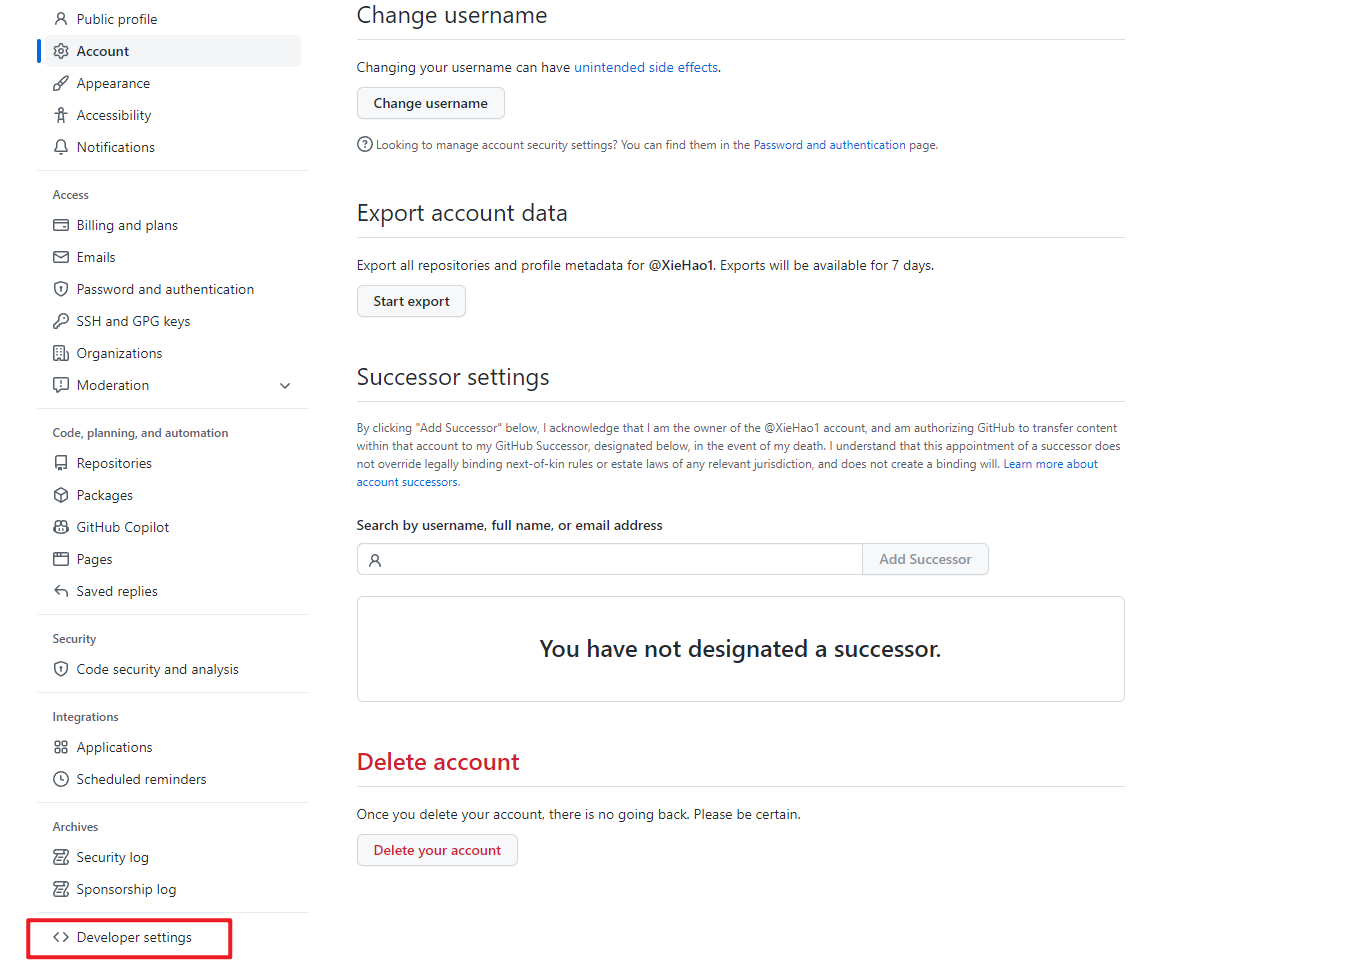 Public profile
Account
Appearance
Accessibility
Notifications
Access
Billing and plans
Emails
Password and authentication
SSH and GPG keys
Organizations
Moderation
Code, planning, and automation
Repositories
Packages
GitHub Copilot
Pages
Saved replies
Security
Code security and analysis
Integrations
Applications
Scheduled reminders
Archives
Security log
Sponsorship log
Developer settings
Change username
Changing your username can have unintended side effects.
Change username
Looking to manage account security settings? You can find them in the Password and authentication page.
Export account data
Export all repositories and profile metadata for @XieHao1. Exports will be available for 7 days.
Start export
Successor settings
By clicking "Add Successor" below, I acknowledge that I am the owner of the @XieHao1 account, and am authorizing GitHub to transfer content
within that account to my GitHub Successor, designated below, in the event of my death. I understand that this appointment of a successor does
not override legally binding next-of-kin rules or estate laws of any relevant jurisdiction, and does not create a binding will. Learn more about
account successors.
Search by username, full name, or email address
Add Successor
You have not designated a successor.
Delete account
Once you delete your account, there is no going back. Please be certain.
Delete your account